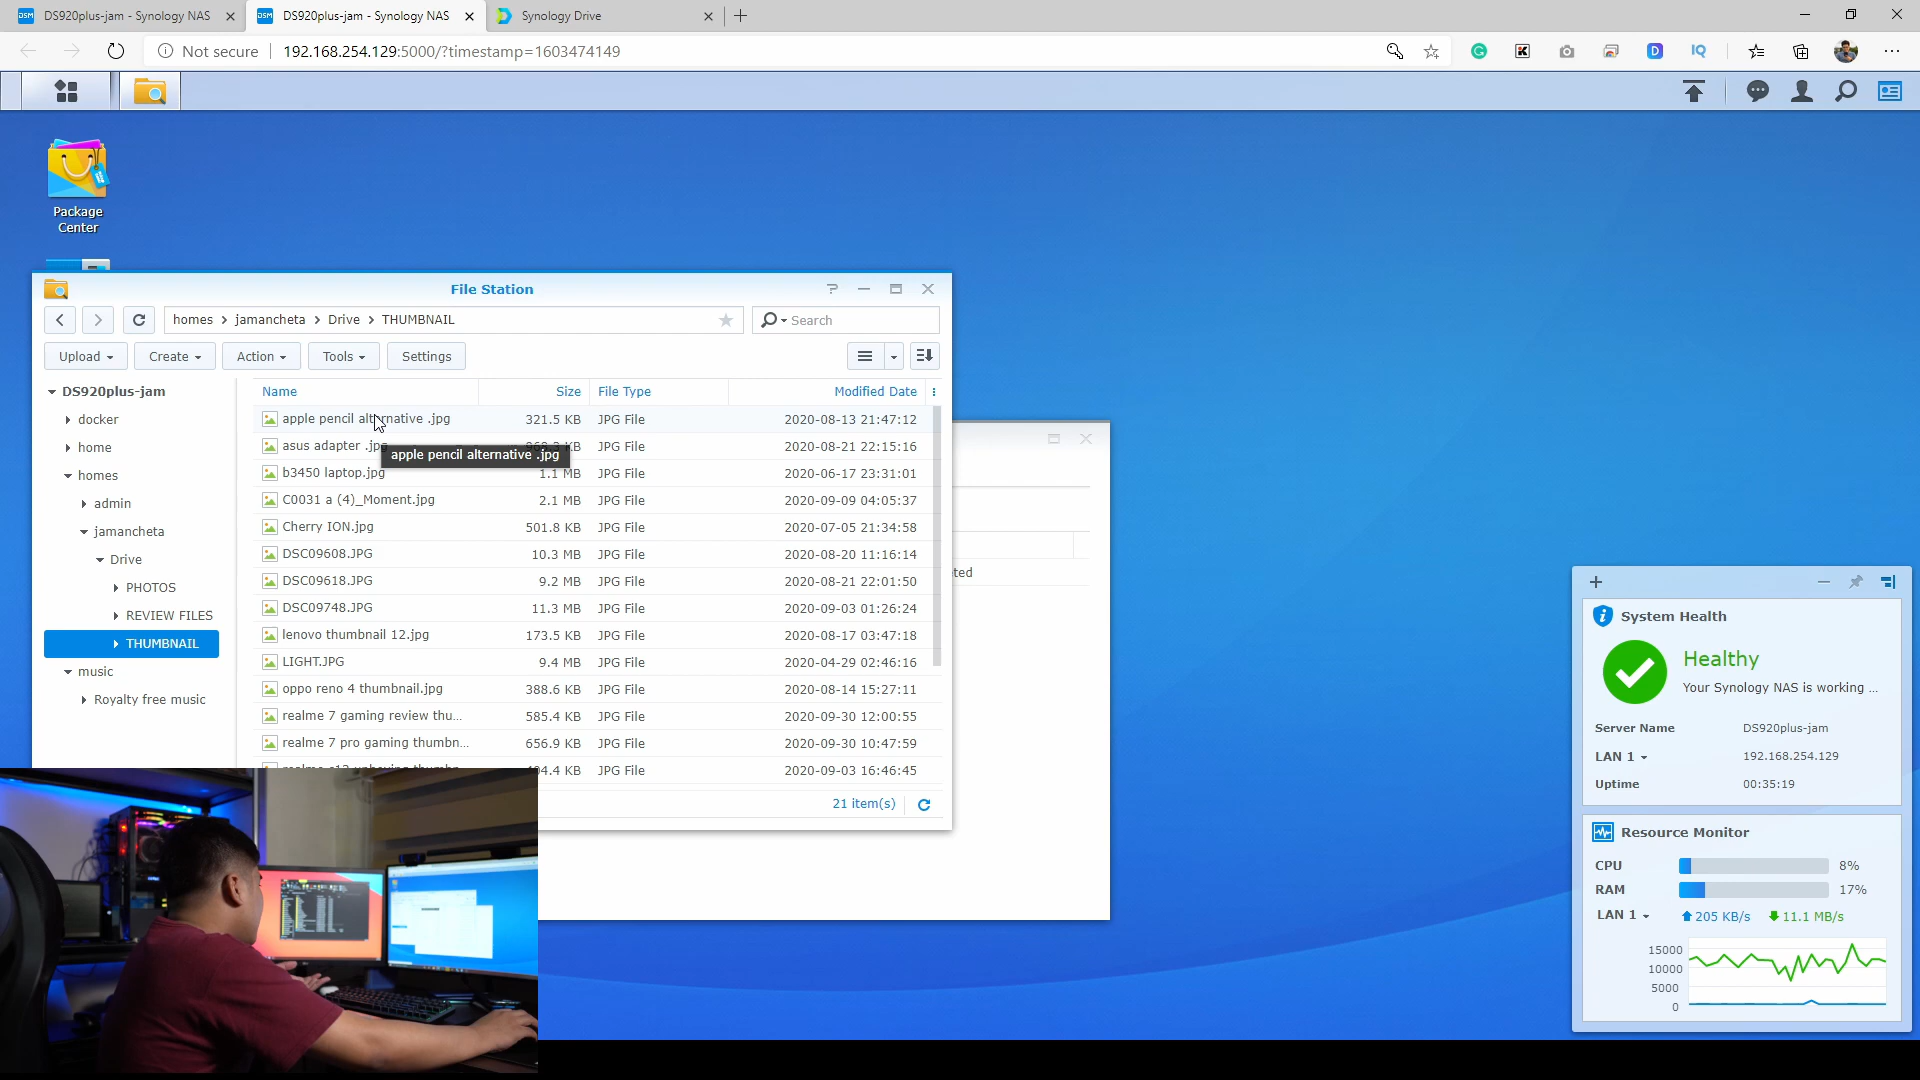 DS920plus-jam - Synology NAS
DS920plus-jam - Synology NAS
Synology Drive
Not secure
192.168.254.129:5000/?timestamp=1603474149
Package
Center
File Station
homes
jamancheta
Drive
THUMBNAIL
Search
Upload
Create
Action
Tools
Settings
DS920plus-jam
docker
home
homes
admin
jamancheta
Drive
PHOTOS
REVIEW FILES
THUMBNAIL
music
Royalty free music
Name Size File Type Modified Date
apple pencil alternative .jpg 321.5 KB JPG File 2020-08-13 21:47:12
asus adapter .jpg KB JPG File 2020-08-21 22:15:16
apple pencil alternative .jpg
b3450 laptop.jpg 1.1 MB JPG File 2020-06-17 23:31:01
C0031 a (4)_Moment.jpg 2.1 MB JPG File 2020-09-09 04:05:37
Cherry ION.jpg 501.8 KB JPG File 2020-07-05 21:34:58
DSC09608.JPG 10.3 MB JPG File 2020-08-20 11:16:14
DSC09618.JPG 9.2 MB JPG File 2020-08-21 22:01:50
DSC09748.JPG 11.3 MB JPG File 2020-09-03 01:26:24
lenovo thumbnail 12.jpg 173.5 KB JPG File 2020-08-17 03:47:18
LIGHT.JPG 9.4 MB JPG File 2020-04-29 02:46:16
oppo reno 4 thumbnail.jpg 388.6 KB JPG File 2020-08-14 15:27:11
realme 7 gaming review thu... 585.4 KB JPG File 2020-09-30 12:00:55
realme 7 pro gaming thumbn... 656.9 KB JPG File 2020-09-30 10:47:59
JPG File 2020-09-03 16:46:45
21 item(s)
ted
System Health
Healthy
Your Synology NAS is working ...
Server Name DS920plus-jam
LAN 1 192.168.254.129
Uptime 00:35:19
Resource Monitor
CPU 8%
RAM 17%
LAN 1 205 KB/s 11.1 MB/s
15000
10000
5000
0